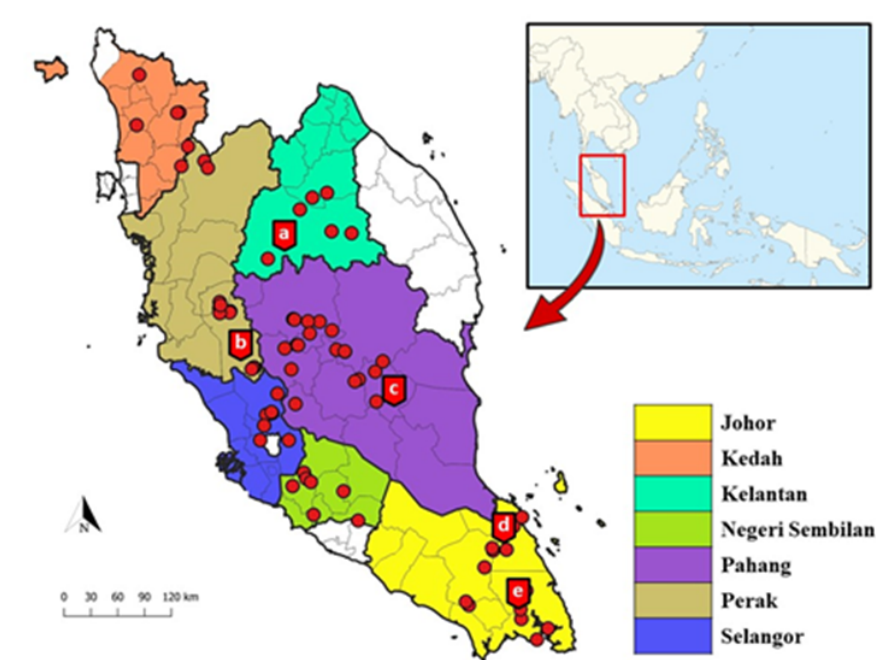 a
b
c
d
e
N
0 30 60 90 120 km
Johor
Kedah
Kelantan
Negeri Sembilan
Pahang
Perak
Selangor